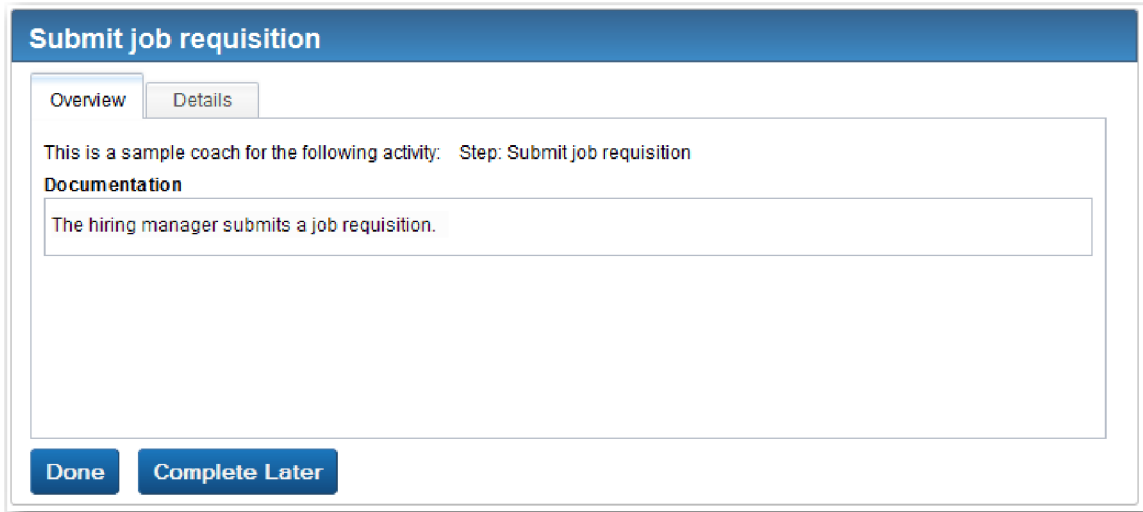 Submit job requisition
Overview Details
This is a sample coach for the following activity: Step: Submit job requisition
Documentation
The hiring manager submits a job requisition.
Done Complete Later